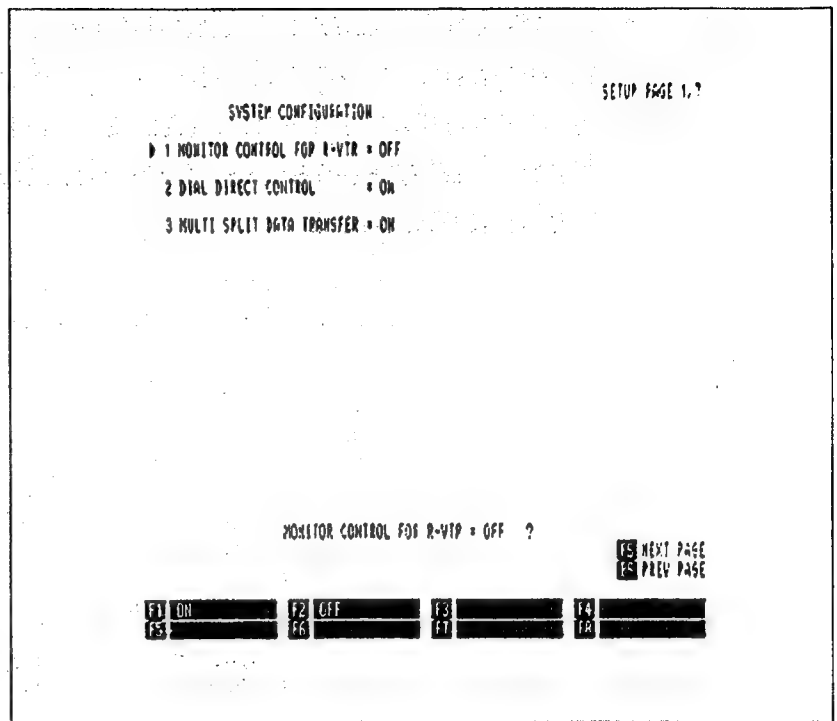 SETUP PAGE 1/
SYSTEM CONFIGURATION
1 MONITOR CONTROL FOR R-VTR = OFF
2 DIAL DIRECT CONTROL = ON
3 MULTI SPLIT DATA TRANSFER = ON
MONITOR CONTROL FOR R-VTR = OFF ?
NEXT PAGE
PREV PAGE
F1 ON F2 OFF F3 F4
F5 F6 F7 F8